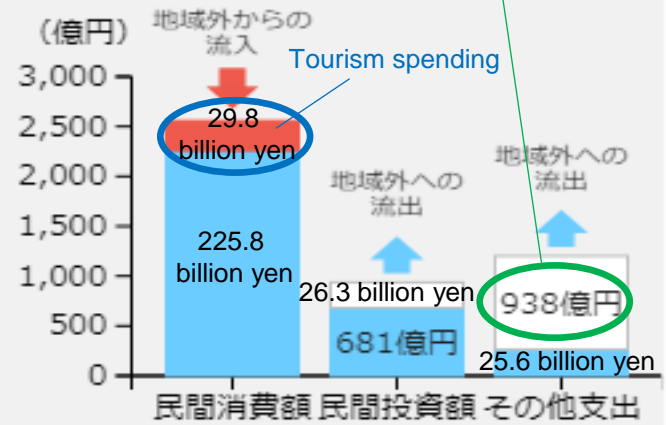 (億円)
地域外からの
流入
Tourism spending
3,000
2,500
2,000
1,500
1,000
500
0
29.8
billion yen
225.8
billion yen
地域外への
流出
26.3 billion yen
681億円
地域外への
流出
938億円
25.6 billion yen
民間消費額 民間投資額 その他支出